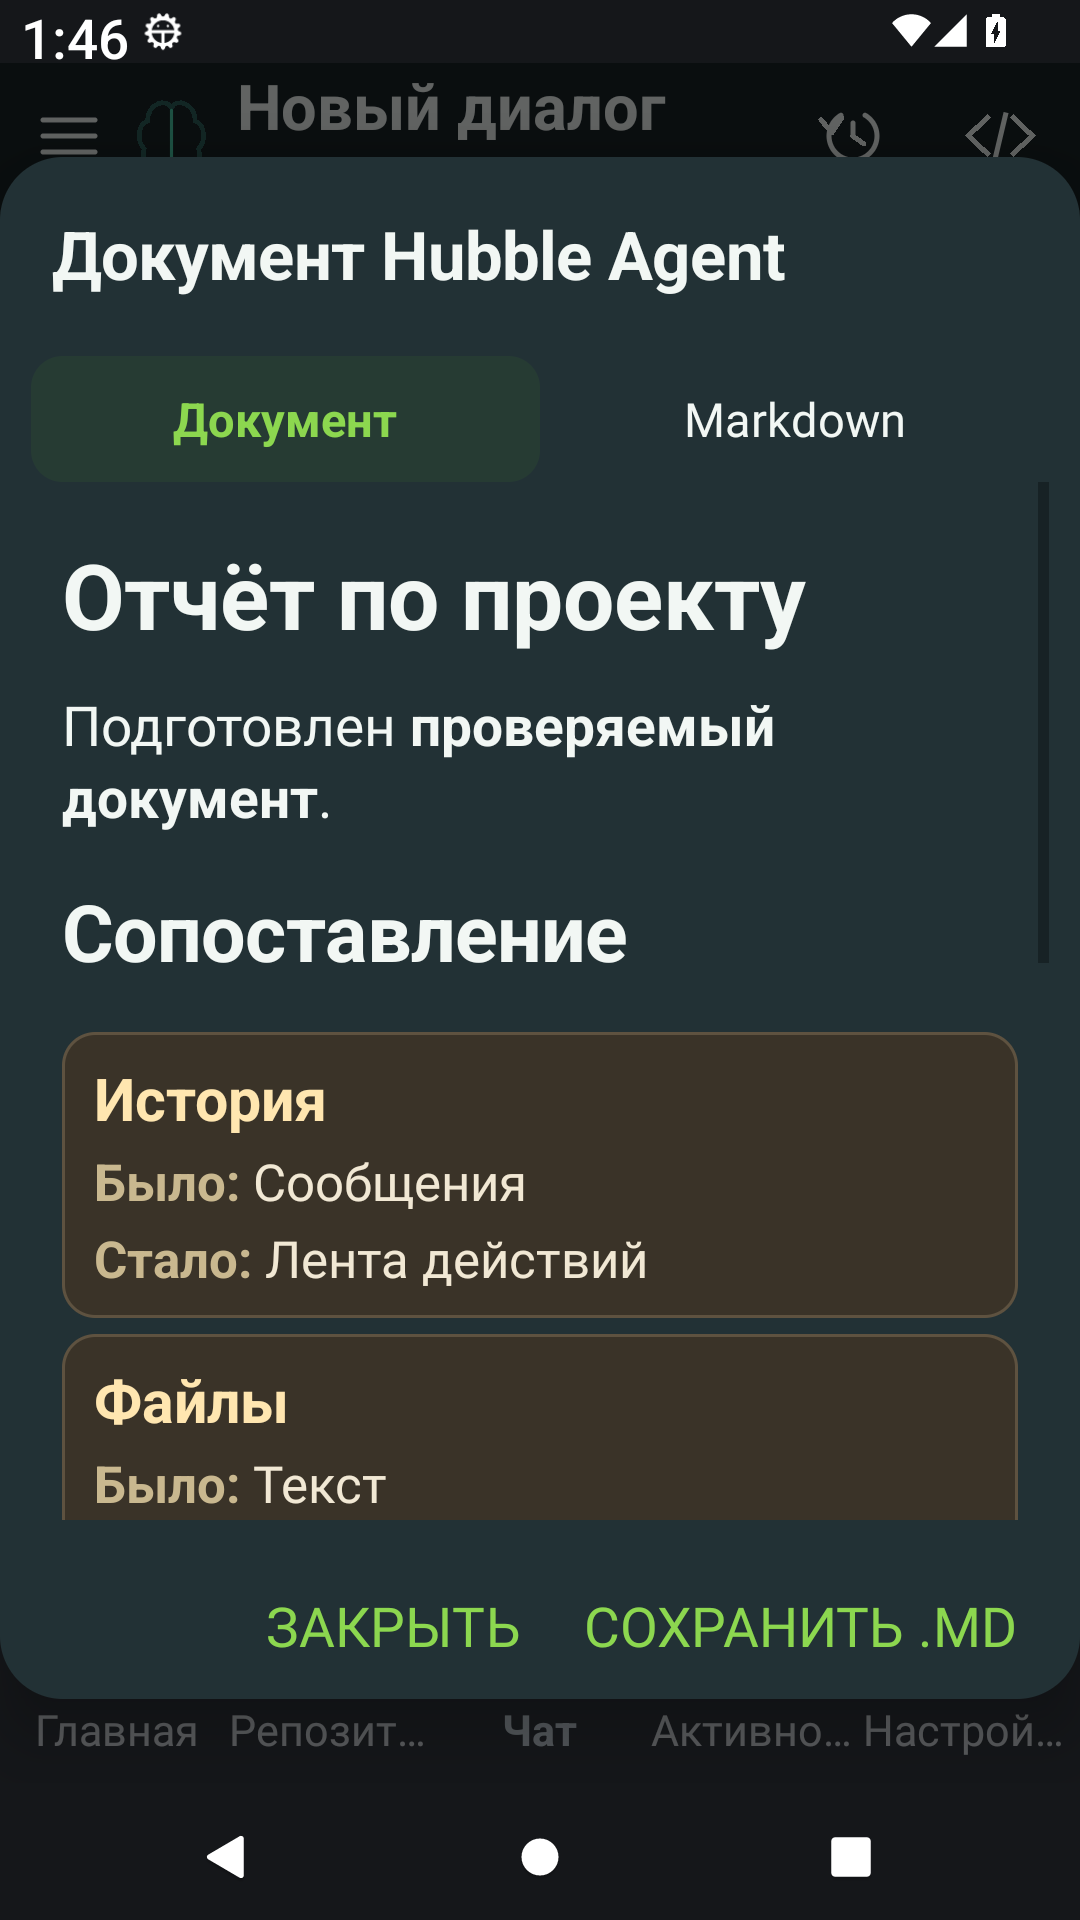 1:46
Новый диалог
Документ Hubble Agent
Документ
Markdown
Отчёт по проекту
Подготовлен проверяемый
документ.
Сопоставление
История
Было: Сообщения
Стало: Лента действий
Файлы
Было: Текст
ЗАКРЫТЬ
СОХРАНИТЬ .MD
Главная
Репозит...
Чат
Активно...
Настрой...